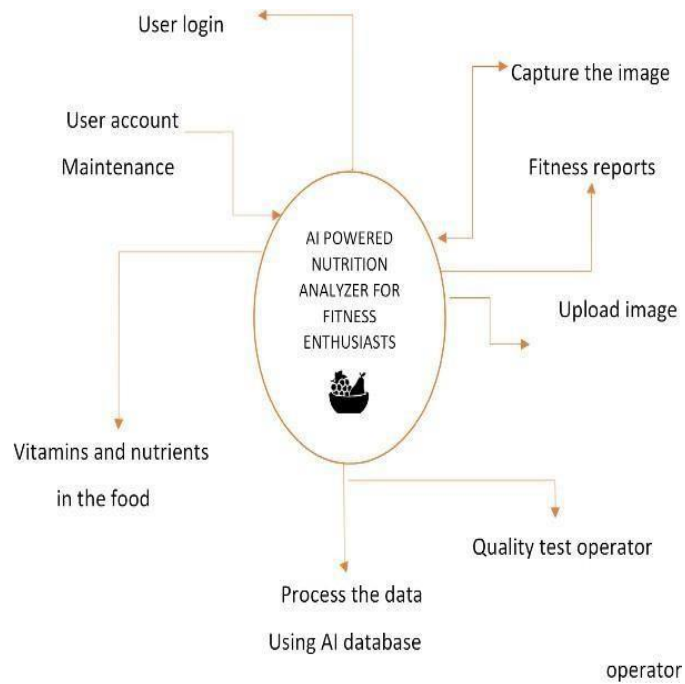 User login
Capture the image
User account
Maintenance
Fitness reports
AI POWERED
NUTRITION
ANALYZER FOR
FITNESS
ENTHUSIASTS
Upload image
Vitamins and nutrients
in the food
Quality test operator
Process the data
Using AI database
operator